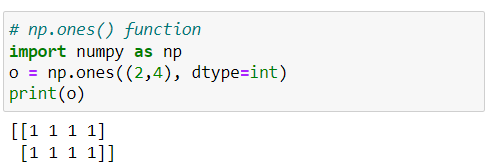 # np.ones() function
import numpy as np
o = np.ones((2,4), dtype=int)
print(o)
[[1 1 1 1]
 [1 1 1 1]]